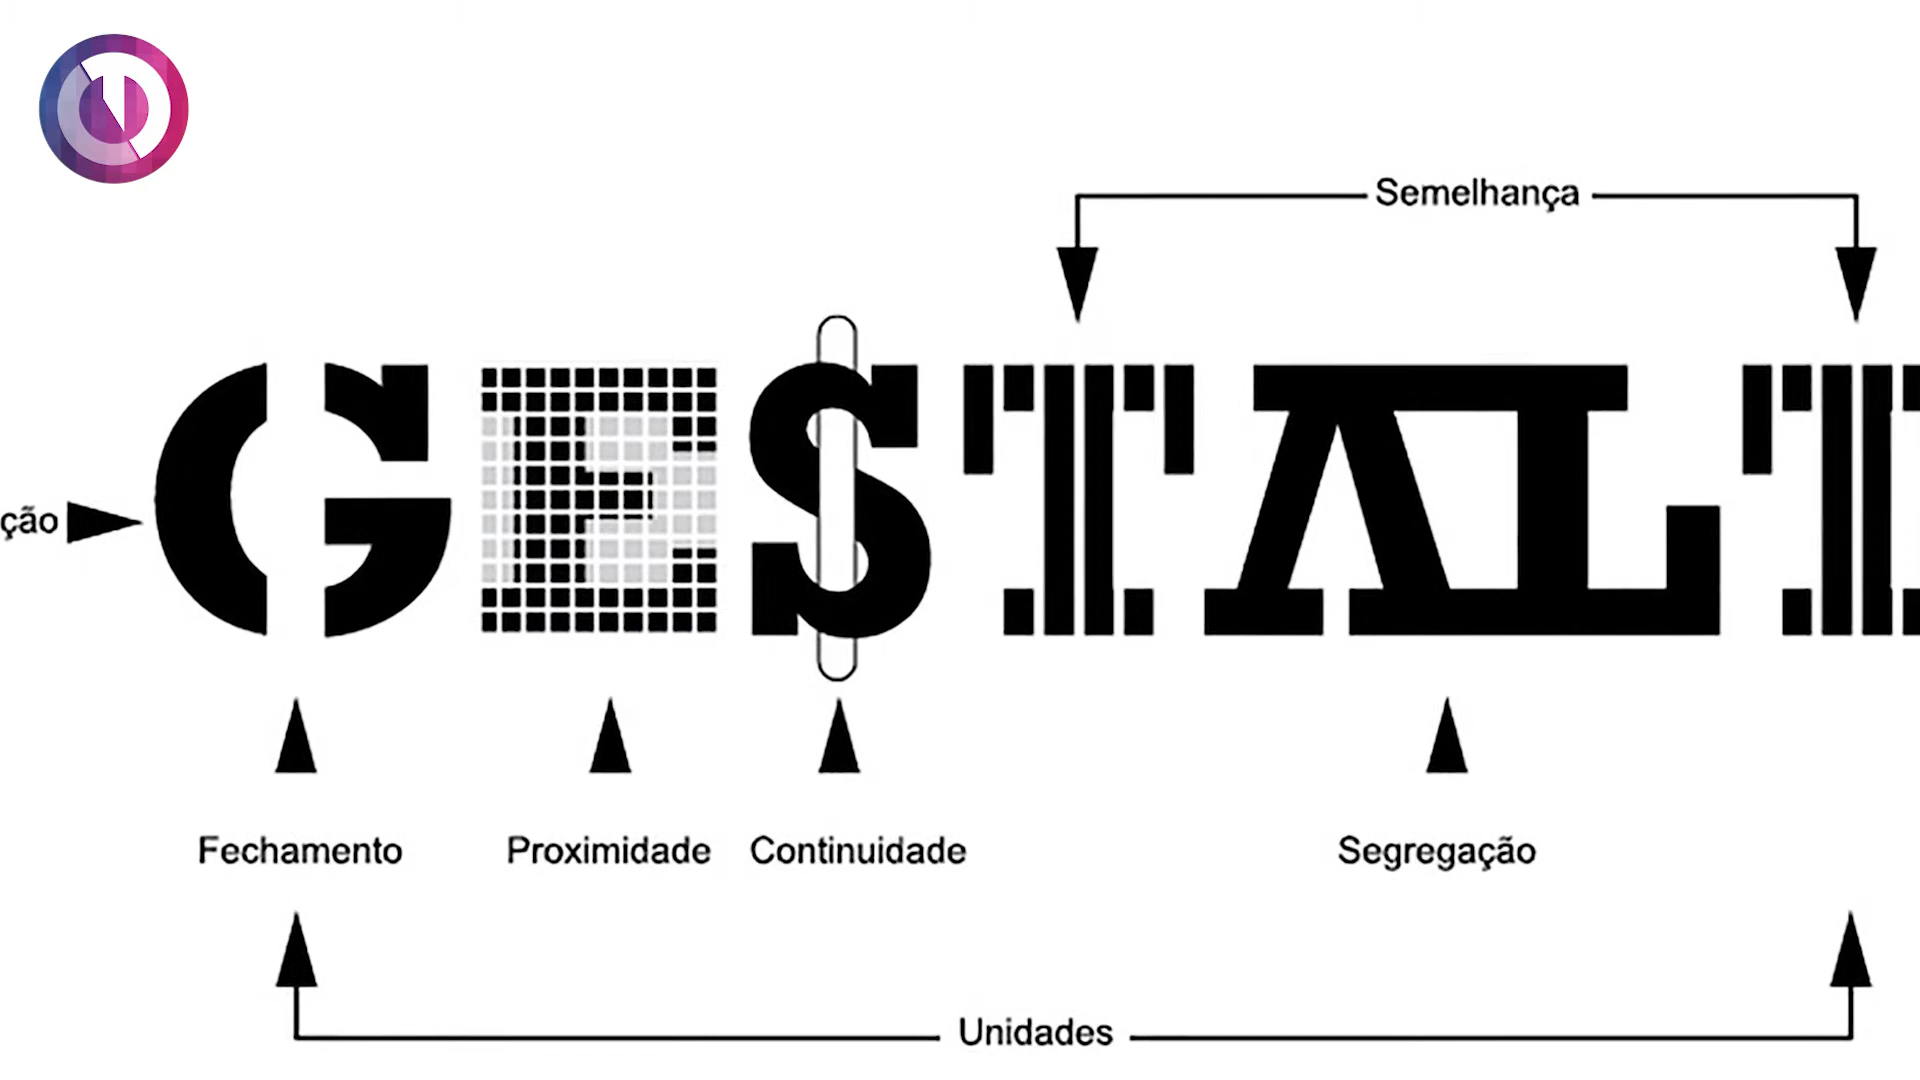 Semelhança
ção
GESTALT
Fechamento Proximidade Continuidade Segregação
Unidades